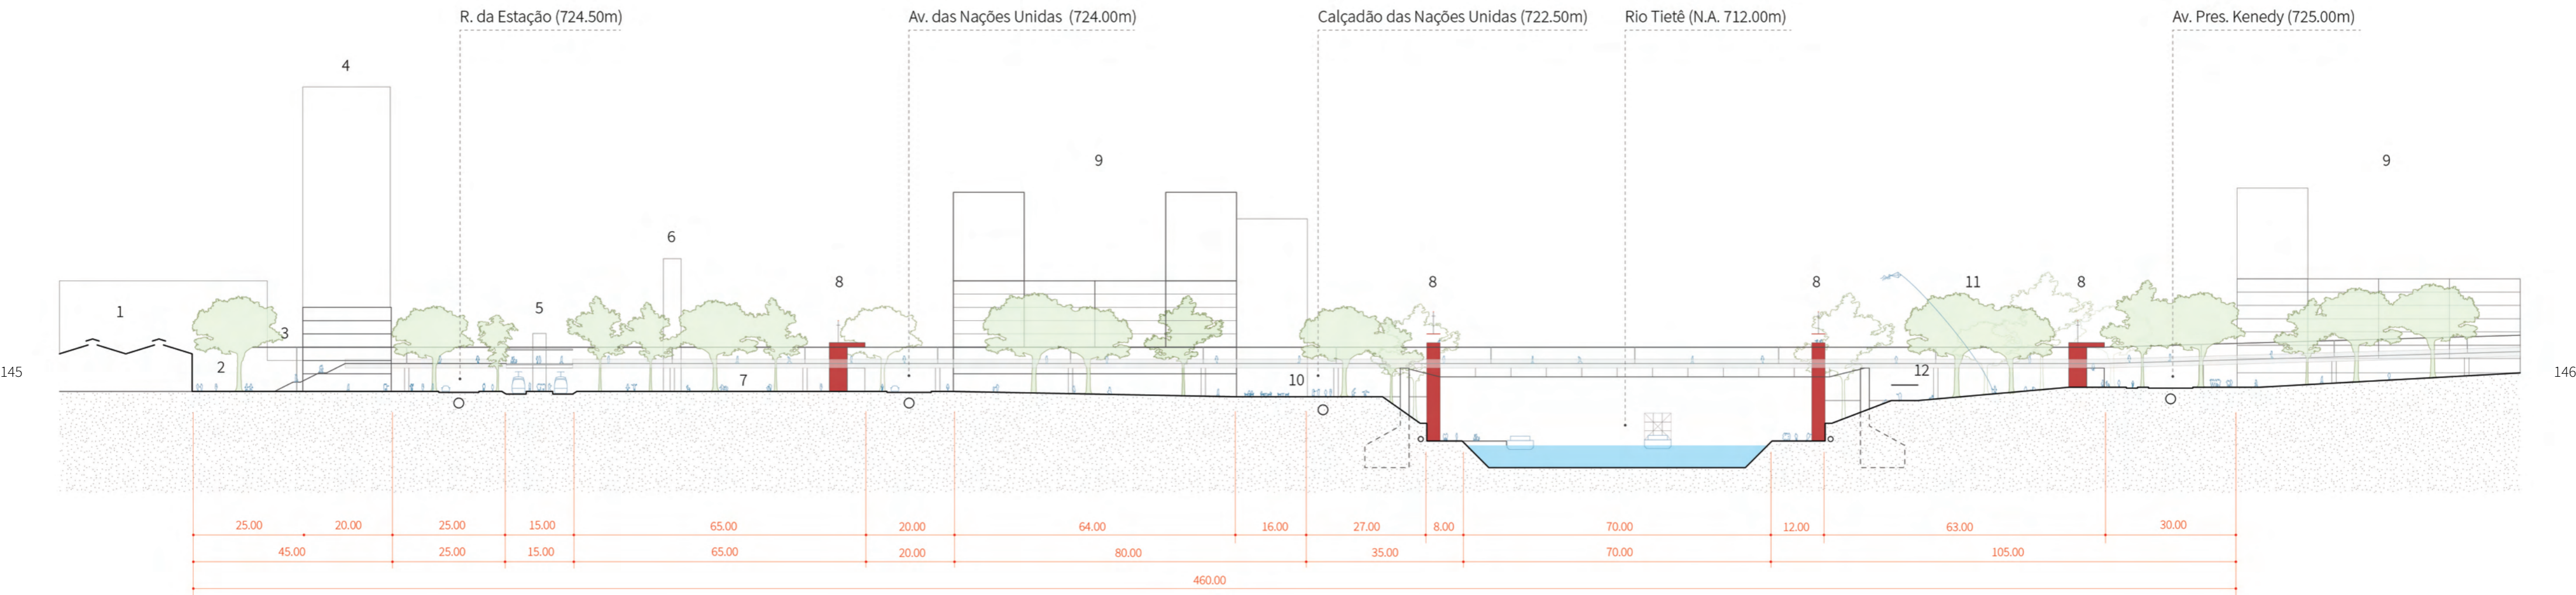 R. da Estação (724.50m)
Av. das Nações Unidas (724.00m)
Calçadão das Nações Unidas (722.50m)
Rio Tietê (N.A. 712.00m)
Av. Pres. Kenedy (725.00m)
4
9
9
6
8
8
8
11
8
5
1
3
2
145
7
10
12
146
25.00 20.00 25.00 15.00 65.00 20.00 64.00 16.00 27.00 8.00 70.00 12.00 63.00 30.00
45.00 25.00 15.00 65.00 20.00 80.00 35.00 70.00 105.00
460.00